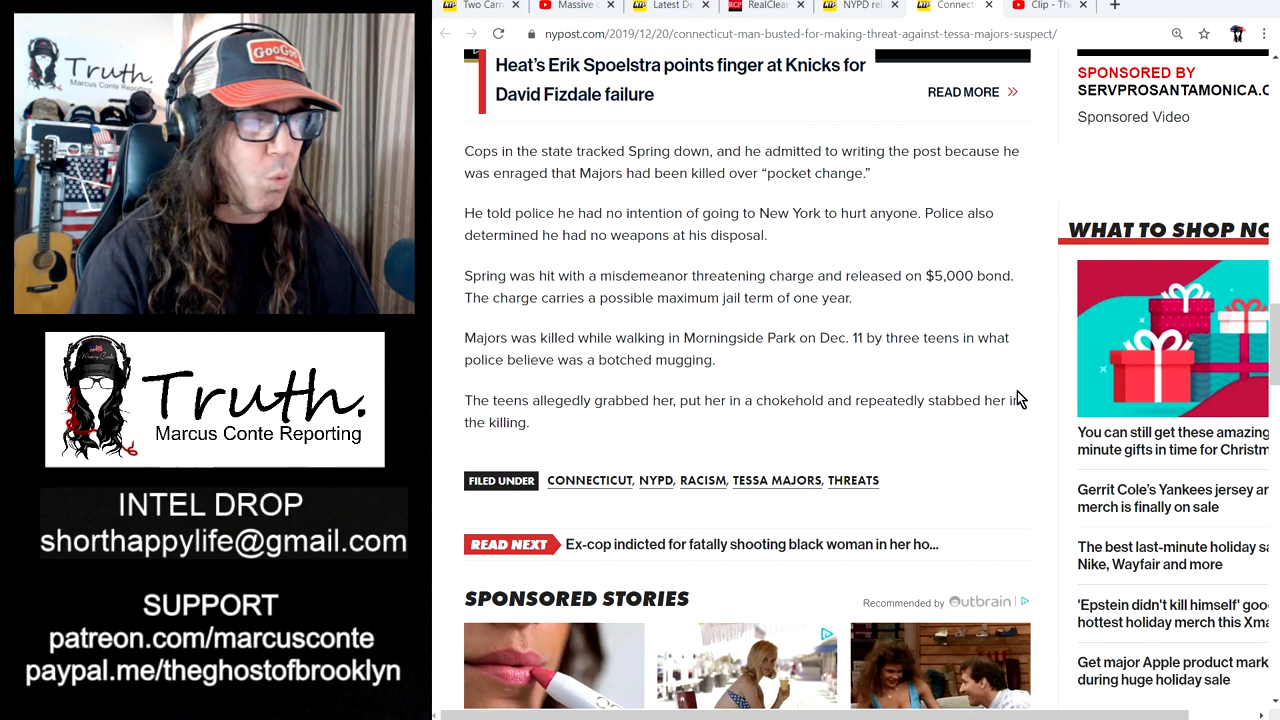 Truth.
Marcus Conte Reporting
GooGoo
Truth.
Marcus Conte Reporting
INTEL DROP
shorthappylife@gmail.com
SUPPORT
patreon.com/marcusconte
paypal.me/theghostofbrooklyn
Two Car
Massive
Latest De
RealClear
NYPD rel
Connect
Clip - Th
nypost.com/2019/12/20/connecticut-man-busted-for-making-threat-against-tessa-majors-suspect/
Heat’s Erik Spoelstra points finger at Knicks for
David Fizdale failure
READ MORE
Cops in the state tracked Spring down, and he admitted to writing the post because he
was enraged that Majors had been killed over “pocket change.”
He told police he had no intention of going to New York to hurt anyone. Police also
determined he had no weapons at his disposal.
Spring was hit with a misdemeanor threatening charge and released on $5,000 bond.
The charge carries a possible maximum jail term of one year.
Majors was killed while walking in Morningside Park on Dec. 11 by three teens in what
police believe was a botched mugging.
The teens allegedly grabbed her, put her in a chokehold and repeatedly stabbed her in
the killing.
FILED UNDER CONNECTICUT, NYPD, RACISM, TESSA MAJORS, THREATS
READ NEXT Ex-cop indicted for fatally shooting black woman in her ho...
SPONSORED STORIES
Recommended by Outbrain
SPONSORED BY
SERVPROSANTAMONICA.C
Sponsored Video
WHAT TO SHOP NO
You can still get these amazing
minute gifts in time for Christm
Gerrit Cole’s Yankees jersey an
merch is finally on sale
The best last-minute holiday sa
Nike, Wayfair and more
'Epstein didn't kill himself' goo
hottest holiday merch this Xma
Get major Apple product mark
during huge holiday sale